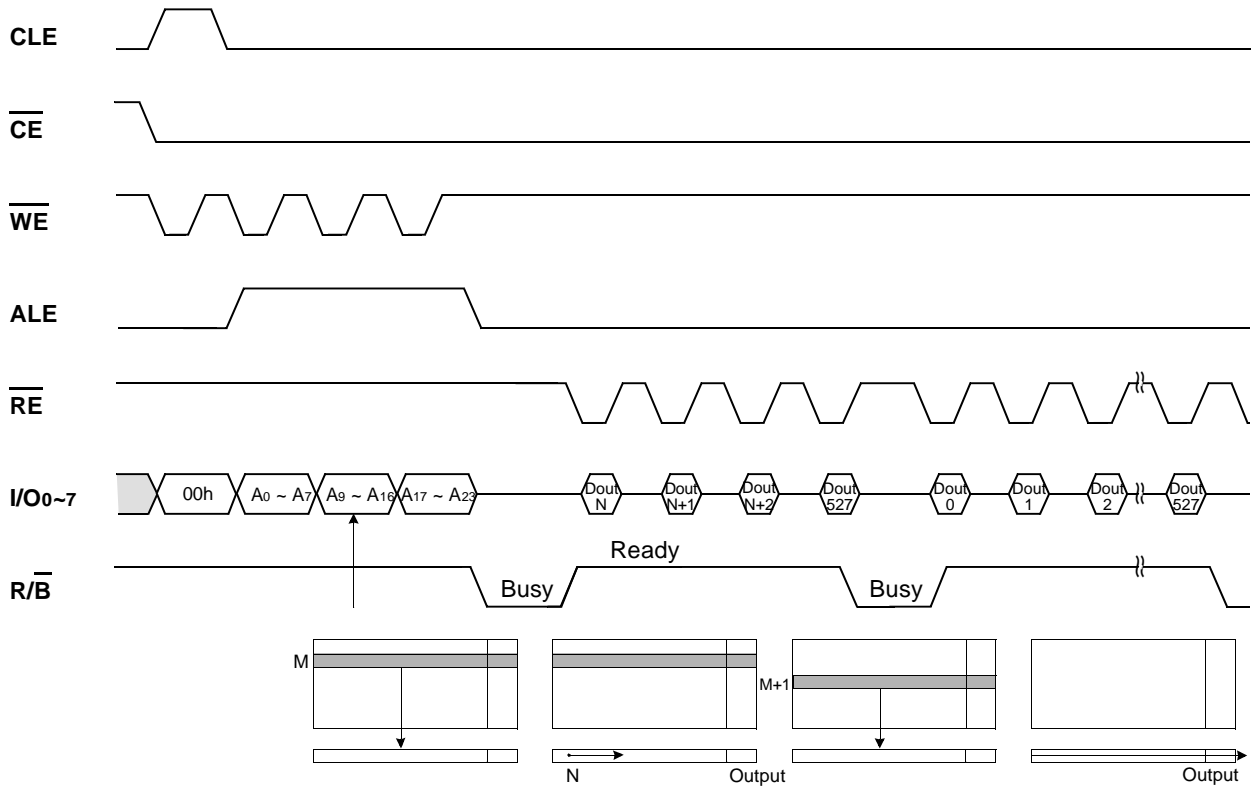 CLE
CE
WE
ALE
RE
I/O0~7 00h A0 ~ A7 A9 ~ A16 A17 ~ A23 Dout N Dout N+1 Dout N+2 Dout 527 Dout 0 Dout 1 Dout 2 Dout 527
Ready
R/B Busy Busy
M M+1
N Output Output